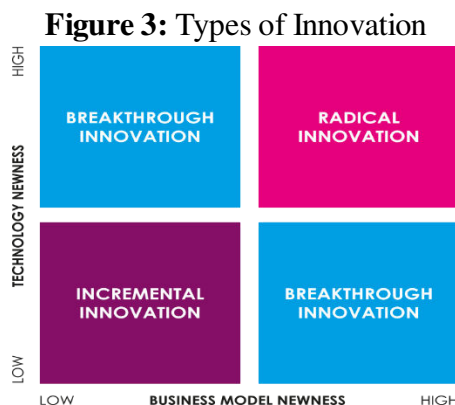 Figure 3: Types of Innovation
HIGH
BREAKTHROUGH
INNOVATION
RADICAL
INNOVATION
TECHNOLOGY NEWNESS
INCREMENTAL
INNOVATION
BREAKTHROUGH
INNOVATION
LOW
LOW
BUSINESS MODEL NEWNESS
HIGH